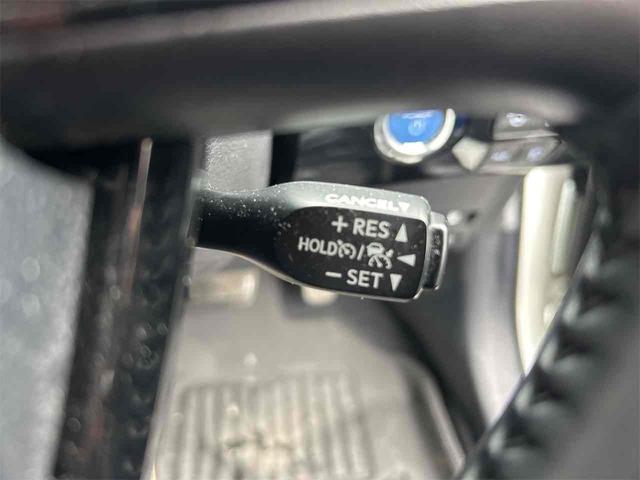 CANCEL
+ RES ▲
HOLD / ◀
− SET ▼